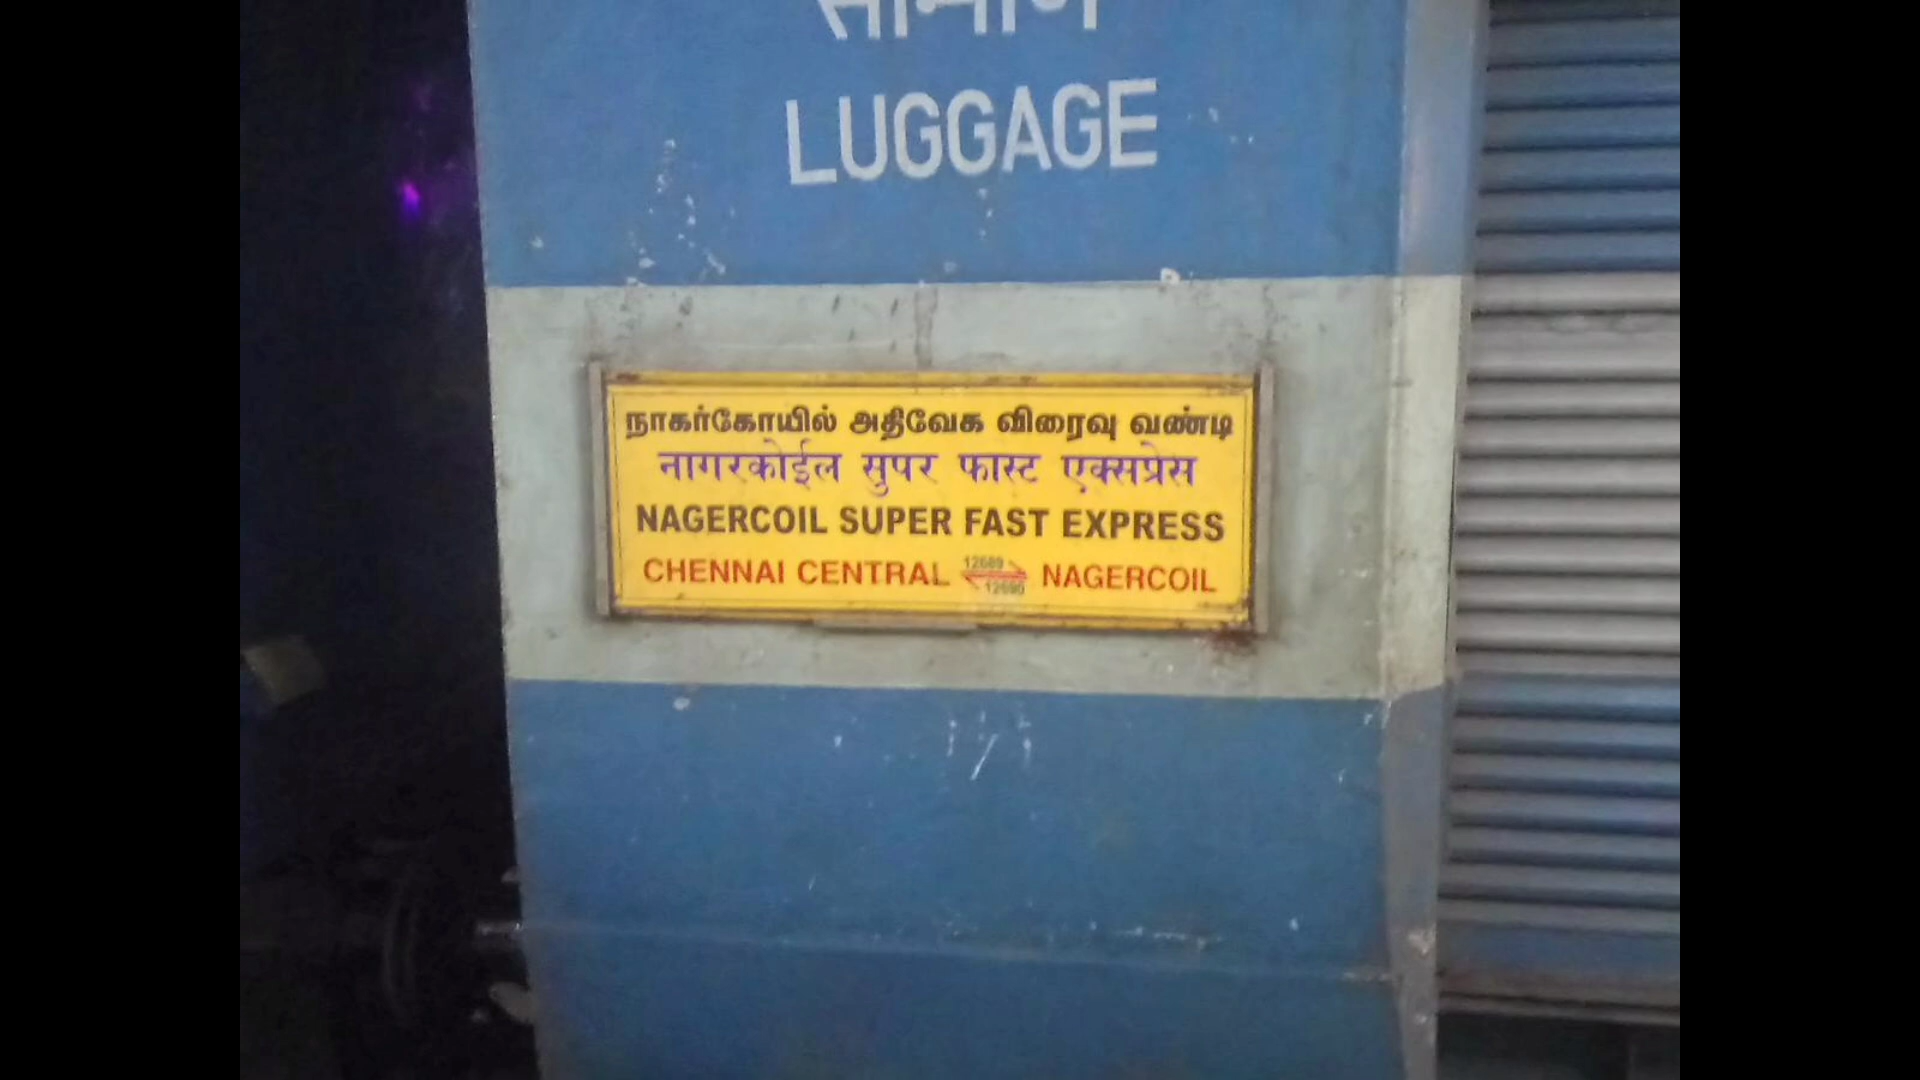 सामान
LUGGAGE
நாகர்கோயில் அதிவேக விரைவு வண்டி
नागरकोईल सुपर फास्ट एक्सप्रेस
NAGERCOIL SUPER FAST EXPRESS
CHENNAI CENTRAL 12689 12690 NAGERCOIL